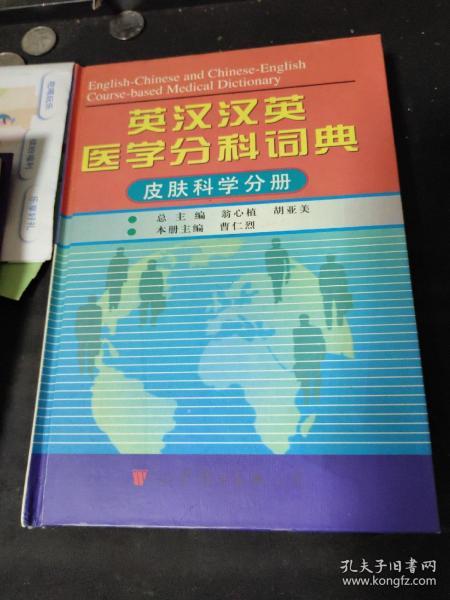 English-Chinese and Chinese-English
Course-based Medical Dictionary
英汉汉英
医学分科词典
皮肤科学分册
总主编 翁心植 胡亚美
本册主编 曹仁烈
孔夫子旧书网
www.kongfz.com